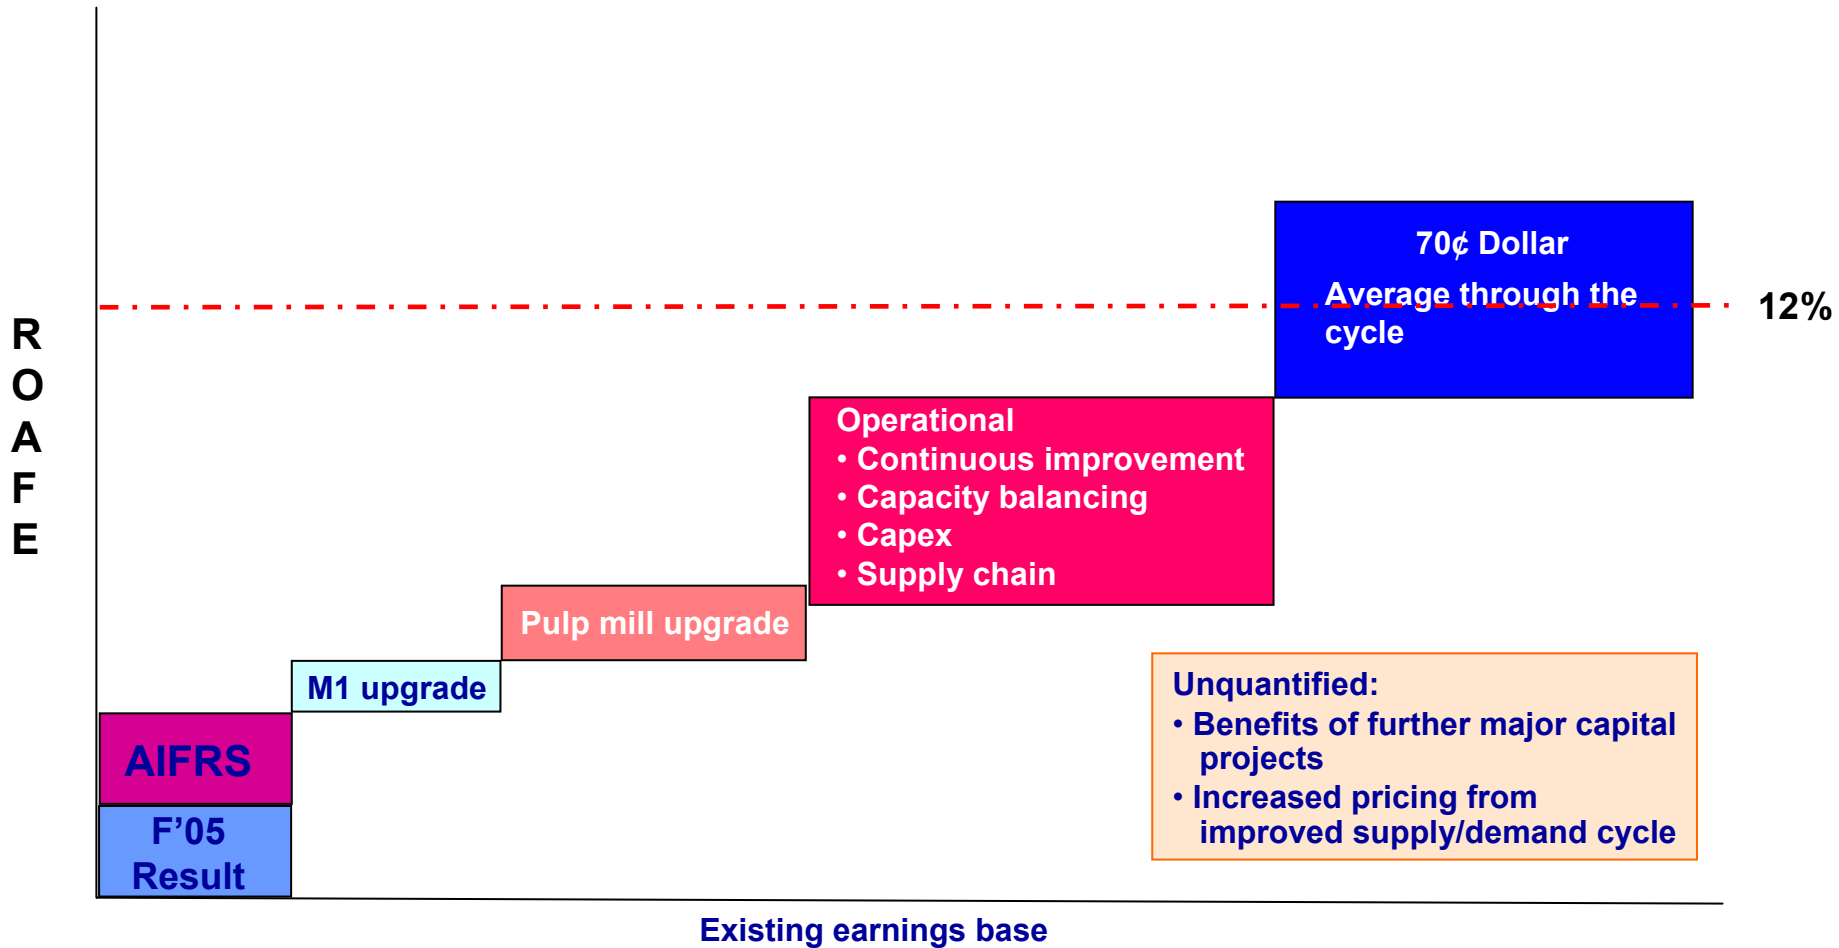 R
O
A
F
E
70¢ Dollar
Average through the
cycle
12%
Operational
• Continuous improvement
• Capacity balancing
• Capex
• Supply chain
Pulp mill upgrade
M1 upgrade
AIFRS
F’05
Result
Unquantified:
• Benefits of further major capital
projects
• Increased pricing from
improved supply/demand cycle
Existing earnings base